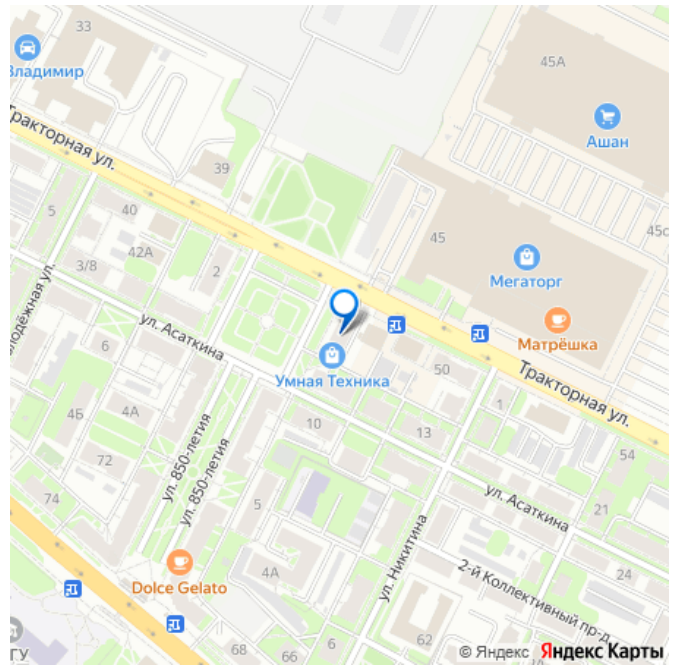 33
Владимир
45А
Ашан
Тракторная ул.
39
5
40
45
45с
42А
3/8
2
Мегаторг
ул. Асаткина
Матрёшка
6
Умная Техника
50
Тракторная ул.
1
4Б
4А
10
13
72
ул. 850-летия
ул. 850-летия
54
74
5
ул. Асаткина
21
ул. Никитина
Dolce Gelato
4А
2-й Коллективный пр-д
24
68
66
62
ГУ
© Яндекс Яндекс Карты